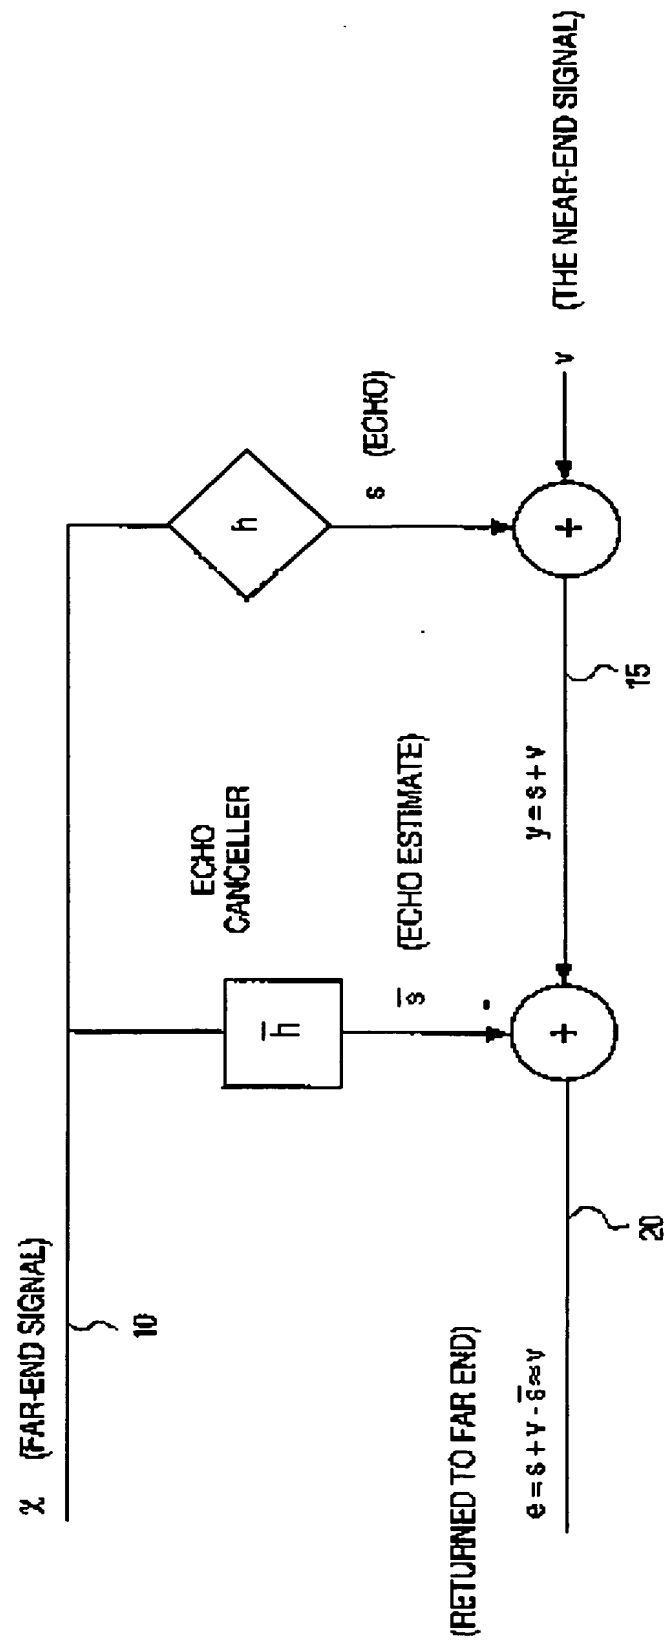 χ (FAR-END SIGNAL)
10
ECHO
CANCELLER
h̅
h
s̅ (ECHO ESTIMATE)
s (ECHO)
-
(RETURNED TO FAR END)
e = s + v - s̅ ≈ v
+
y = s + v
+
v (THE NEAR-END SIGNAL)
20
15